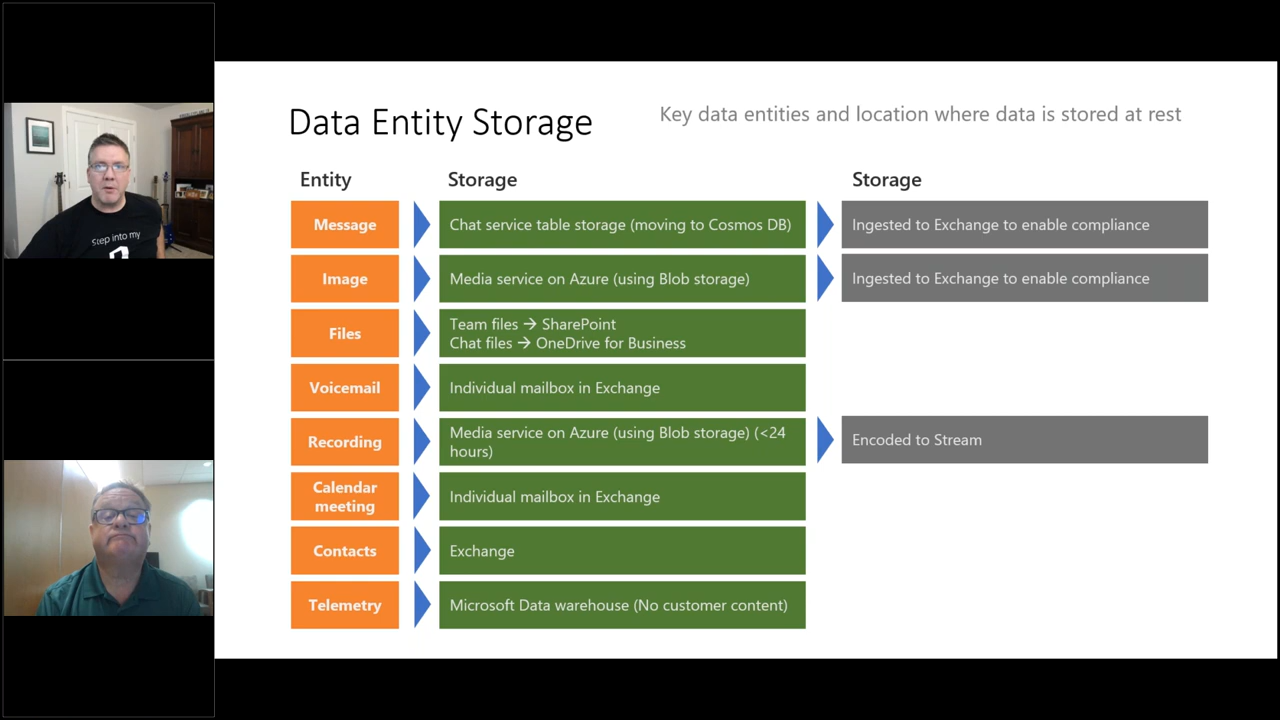 Data Entity Storage
Key data entities and location where data is stored at rest
Entity
Storage
Storage
Message
Chat service table storage (moving to Cosmos DB)
Ingested to Exchange to enable compliance
Image
Media service on Azure (using Blob storage)
Ingested to Exchange to enable compliance
Files
Team files → SharePoint
Chat files → OneDrive for Business
Voicemail
Individual mailbox in Exchange
Recording
Media service on Azure (using Blob storage) (<24
hours)
Encoded to Stream
Calendar
meeting
Individual mailbox in Exchange
Contacts
Exchange
Telemetry
Microsoft Data warehouse (No customer content)
Step into my